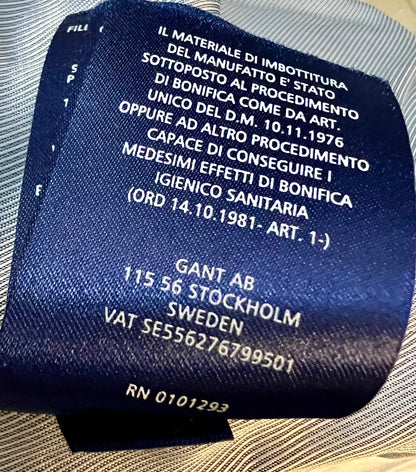 FILL
IL MATERIALE DI IMBOTTITURA
DEL MANUFATTO E' STATO
SOTTOPOSTO AL PROCEDIMENTO
DI BONIFICA COME DA ART.
UNICO DEL D.M. 10.11.1976
OPPURE AD ALTRO PROCEDIMENTO
CAPACE DI CONSEGUIRE I
MEDESIMI EFFETTI DI BONIFICA
IGIENICO SANITARIA
(ORD 14.10.1981- ART. 1-)
GANT AB
115 56 STOCKHOLM
SWEDEN
VAT SE556276799501
RN 0101293